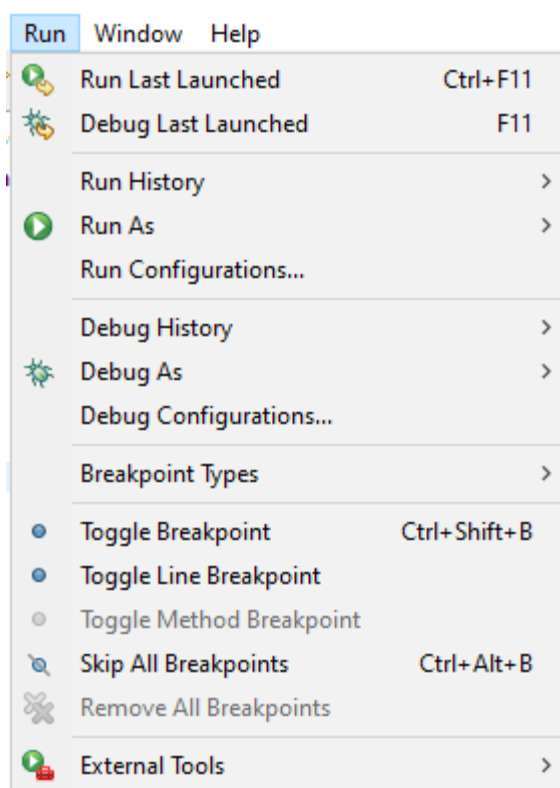 Run Window Help
Run Last Launched Ctrl+F11
Debug Last Launched F11
Run History
Run As
Run Configurations...
Debug History
Debug As
Debug Configurations...
Breakpoint Types
Toggle Breakpoint Ctrl+Shift+B
Toggle Line Breakpoint
Toggle Method Breakpoint
Skip All Breakpoints Ctrl+Alt+B
Remove All Breakpoints
External Tools